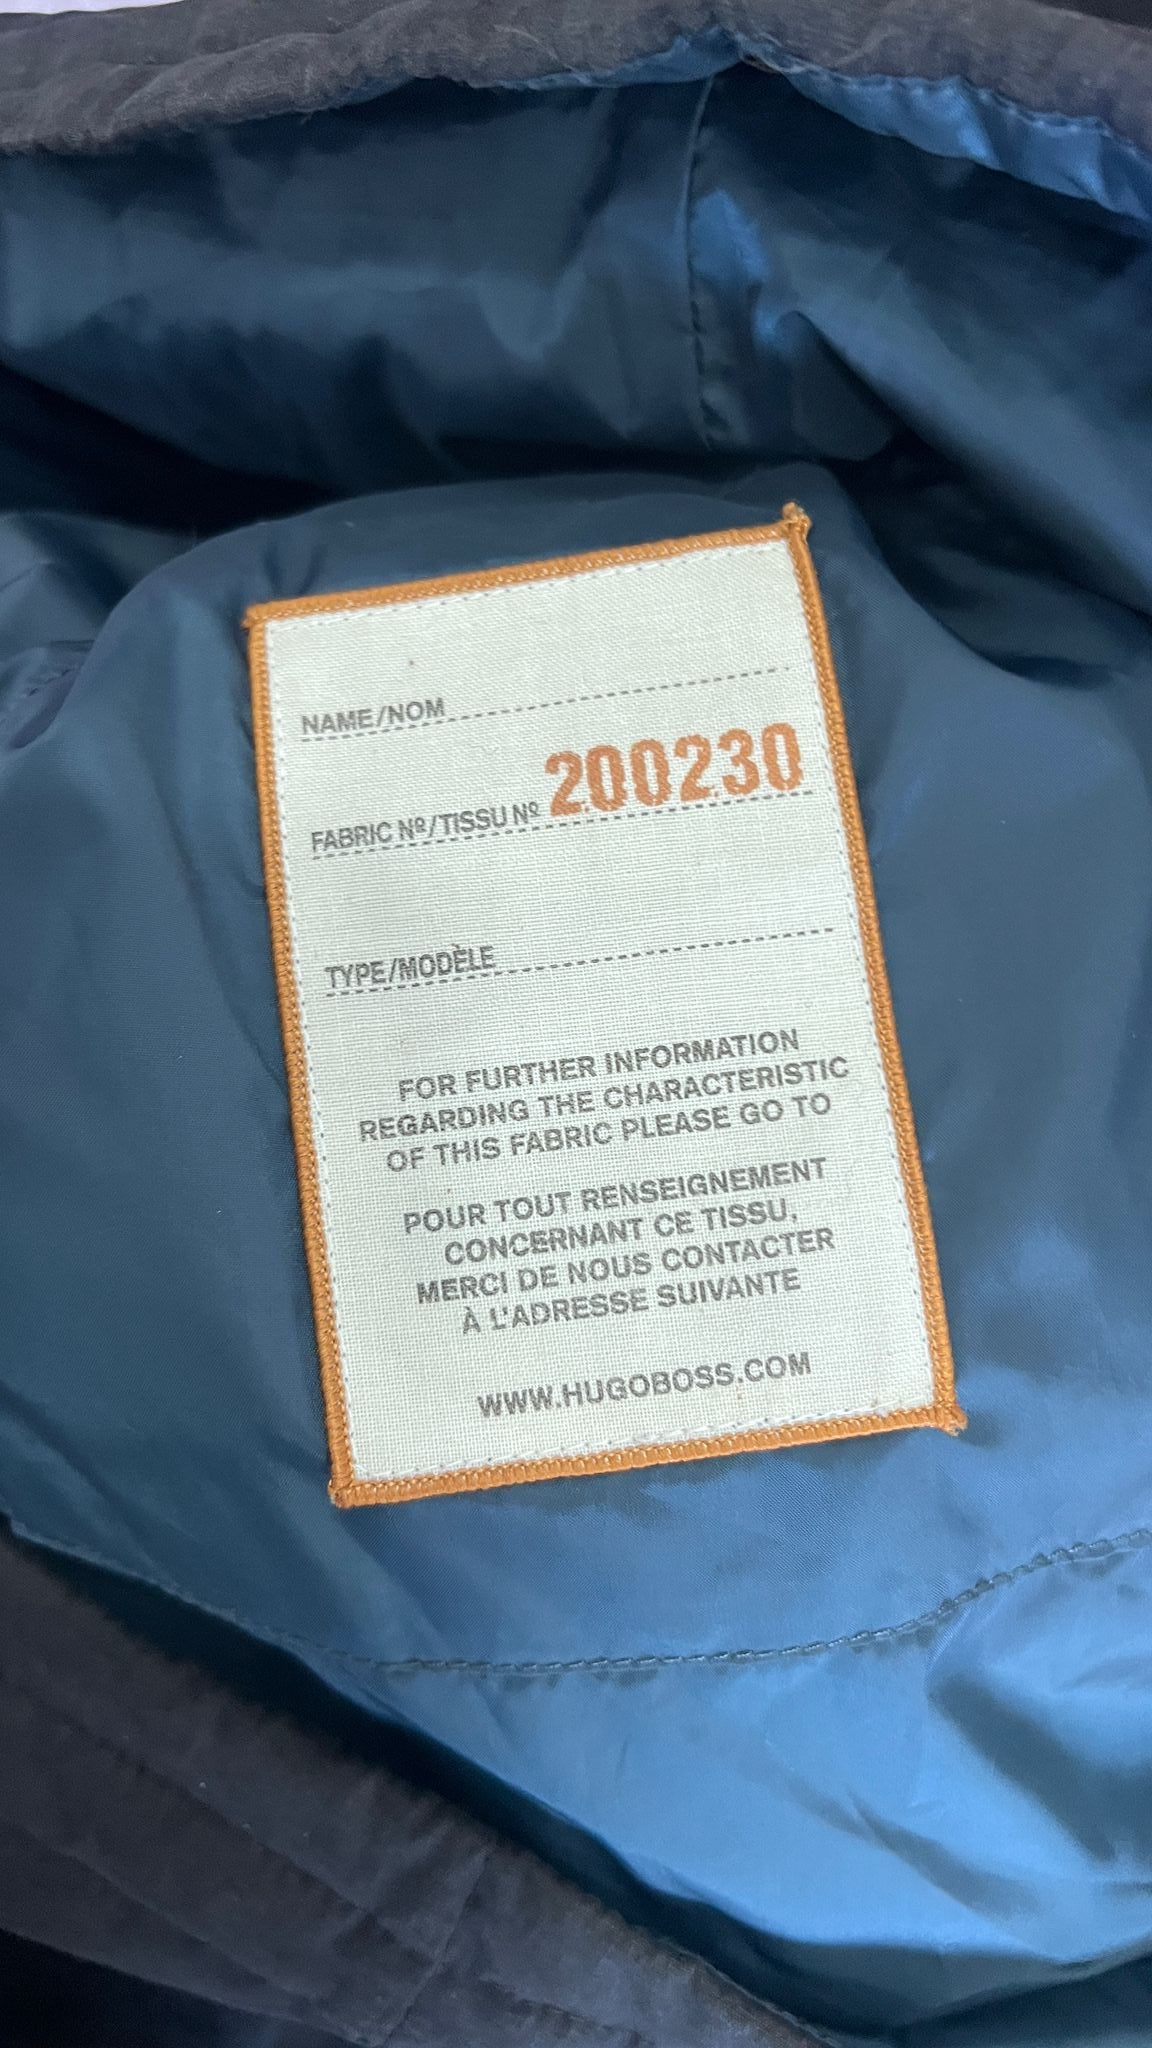 NAME/NOM
FABRIC Nº/TISSU Nº 200230
TYPE/MODÈLE
FOR FURTHER INFORMATION
REGARDING THE CHARACTERISTIC
OF THIS FABRIC PLEASE GO TO
POUR TOUT RENSEIGNEMENT
CONCERNANT CE TISSU,
MERCI DE NOUS CONTACTER
À L'ADRESSE SUIVANTE
WWW.HUGOBOSS.COM